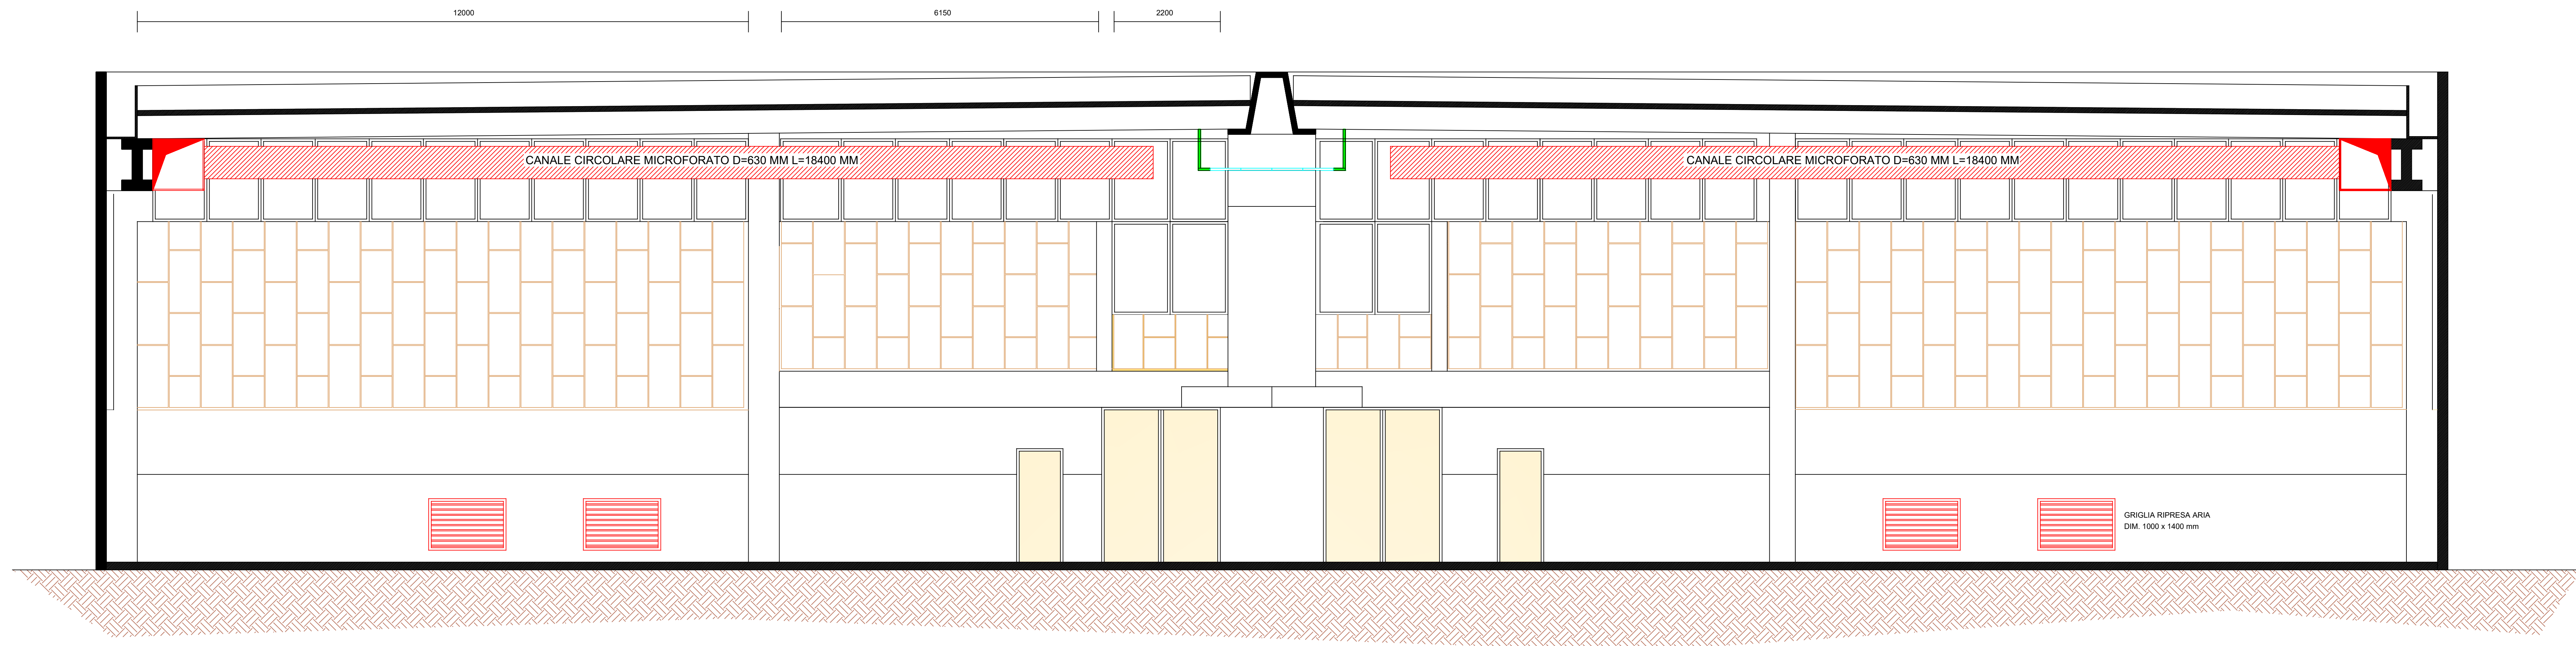 12000
6150
2200
CANALE CIRCOLARE MICROFORATO D=630 MM L=18400 MM
CANALE CIRCOLARE MICROFORATO D=630 MM L=18400 MM
GRIGLIA RIPRESA ARIA
DIM. 1000 x 1400 mm